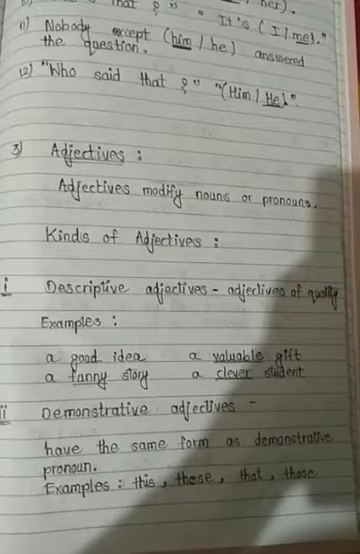 that ? " " It's ( I / me)."
11) Nobody except (him / he) answered
the question.
12) "Who said that ? " "(Him / He)."
3) Adjectives :
Adjectives modify nouns or pronouns.
Kinds of Adjectives :
i Descriptive adjectives - adjectives of quality
Examples :
a good idea a valuable gift
a funny story a clever student
ii Demonstrative adjectives -
have the same form as demonstrative
pronoun.
Examples : this, these, that, those